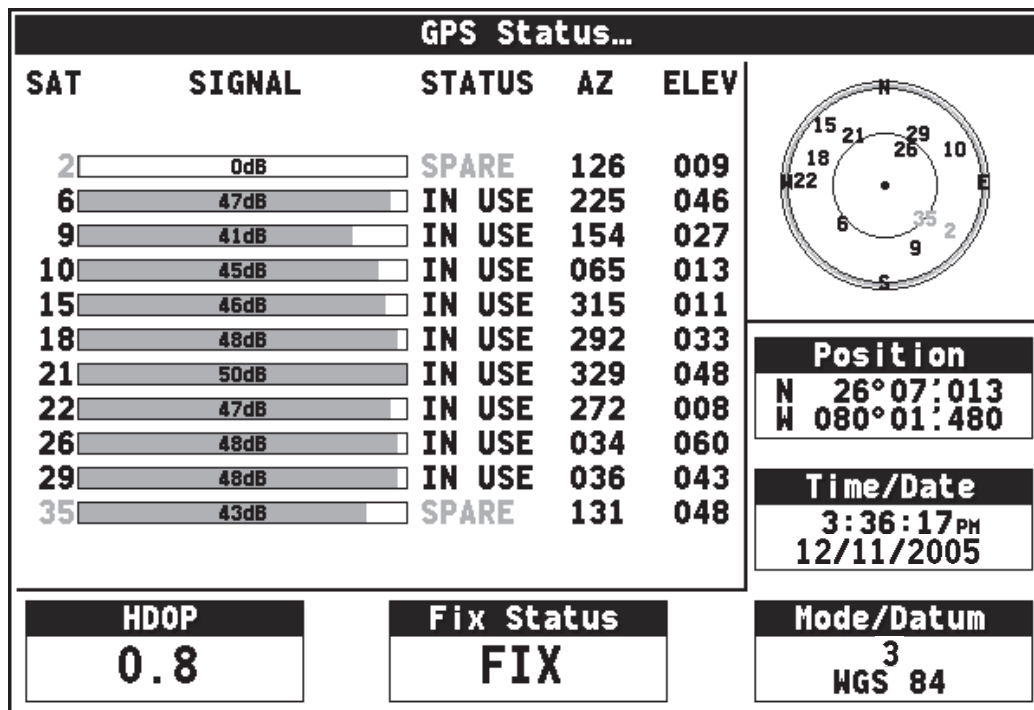 GPS Status…
SAT SIGNAL STATUS AZ ELEV
2 0dB SPARE 126 009
6 47dB IN USE 225 046
9 41dB IN USE 154 027
10 45dB IN USE 065 013
15 46dB IN USE 315 011
18 48dB IN USE 292 033
21 50dB IN USE 329 048
22 47dB IN USE 272 008
26 48dB IN USE 034 060
29 48dB IN USE 036 043
35 43dB SPARE 131 048
N
15 21 29
26 10
18
W 22 E
6 35 2
9
S
Position
N 26°07.'013
W 080°01.'480
Time/Date
3:36:17PM
12/11/2005
HDOP
0.8
Fix Status
FIX
Mode/Datum
3
WGS 84